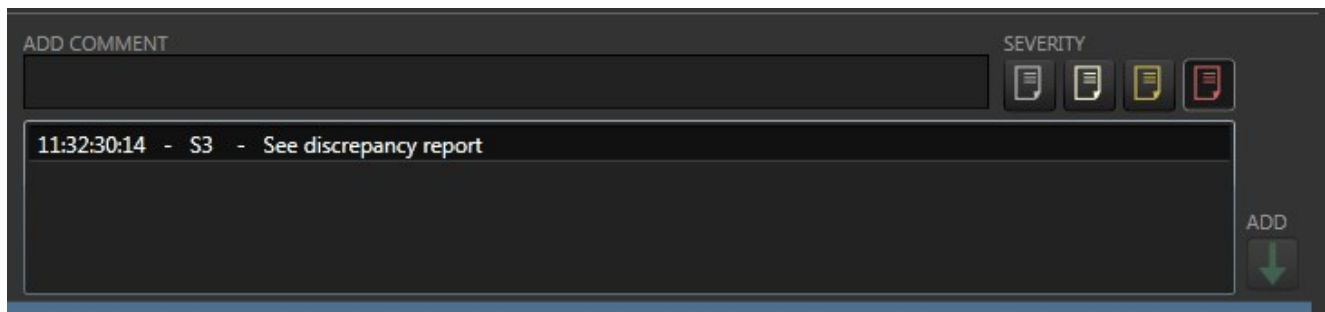 ADD COMMENT
SEVERITY
11:32:30:14 - S3 - See discrepancy report
ADD